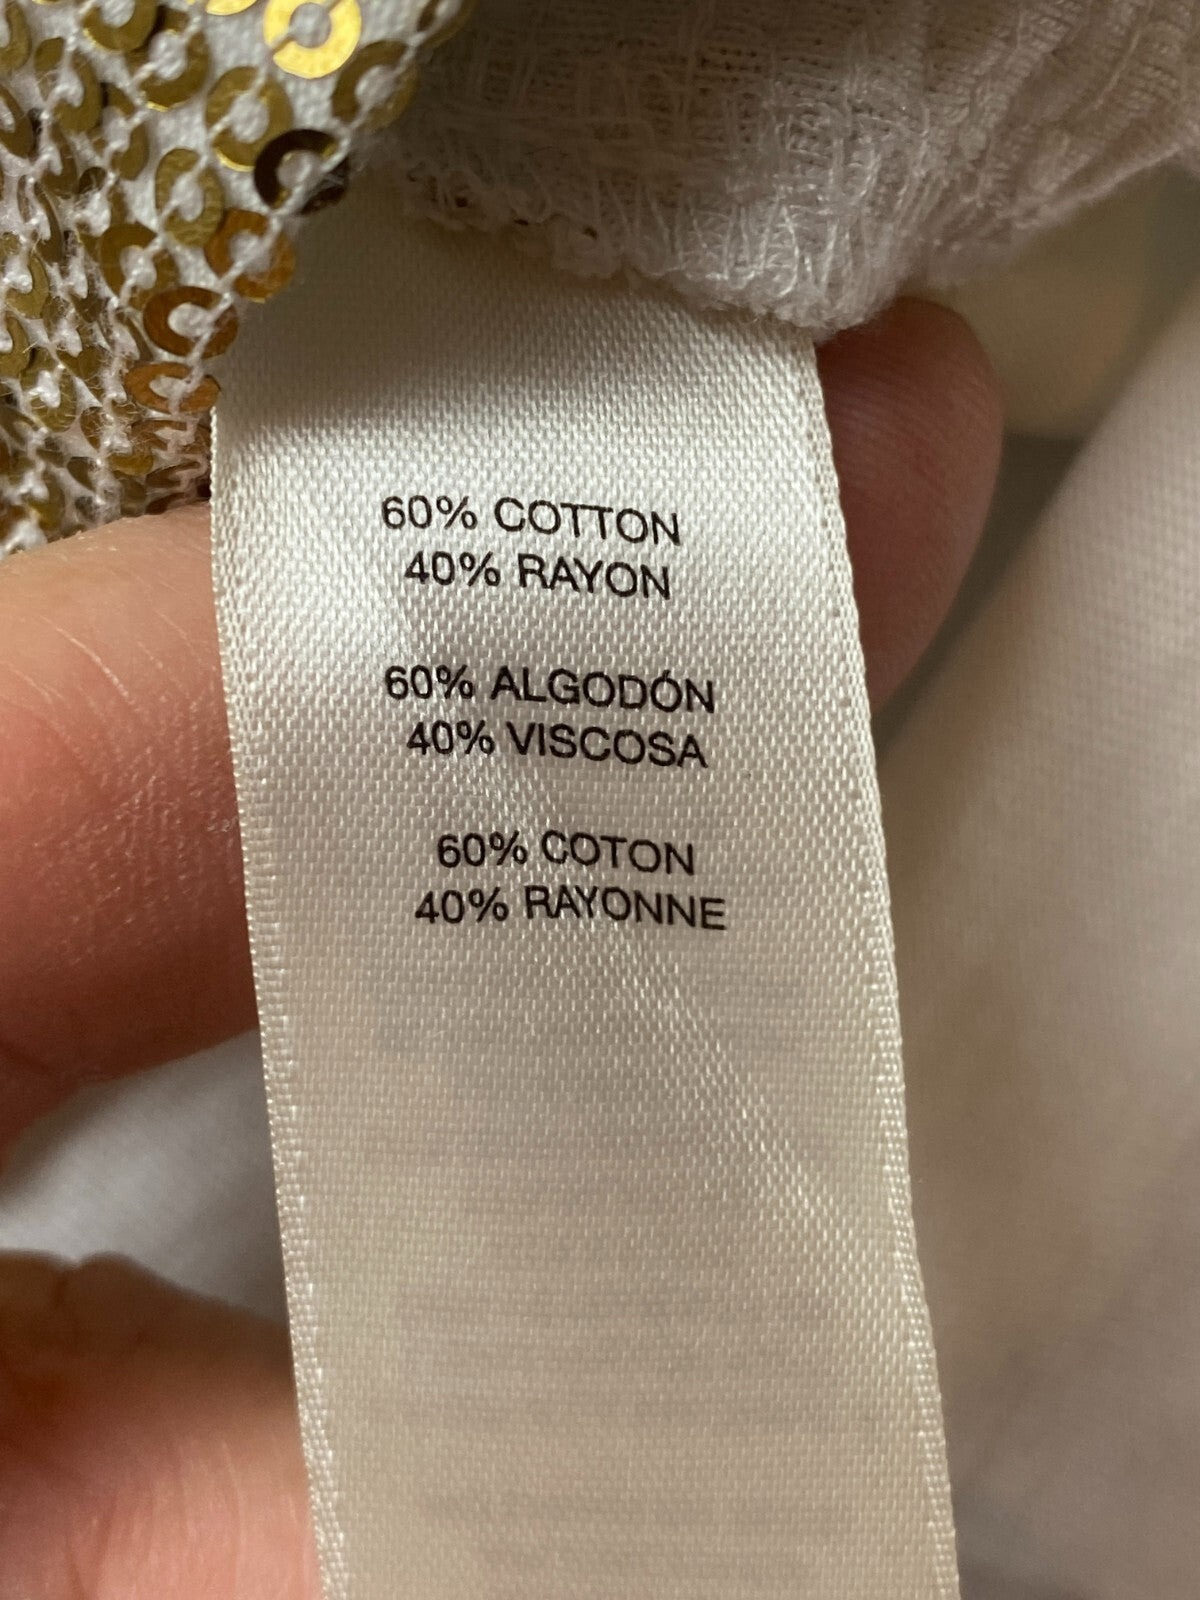 60% COTTON
40% RAYON
60% ALGODÓN
40% VISCOSA
60% COTON
40% RAYONNE